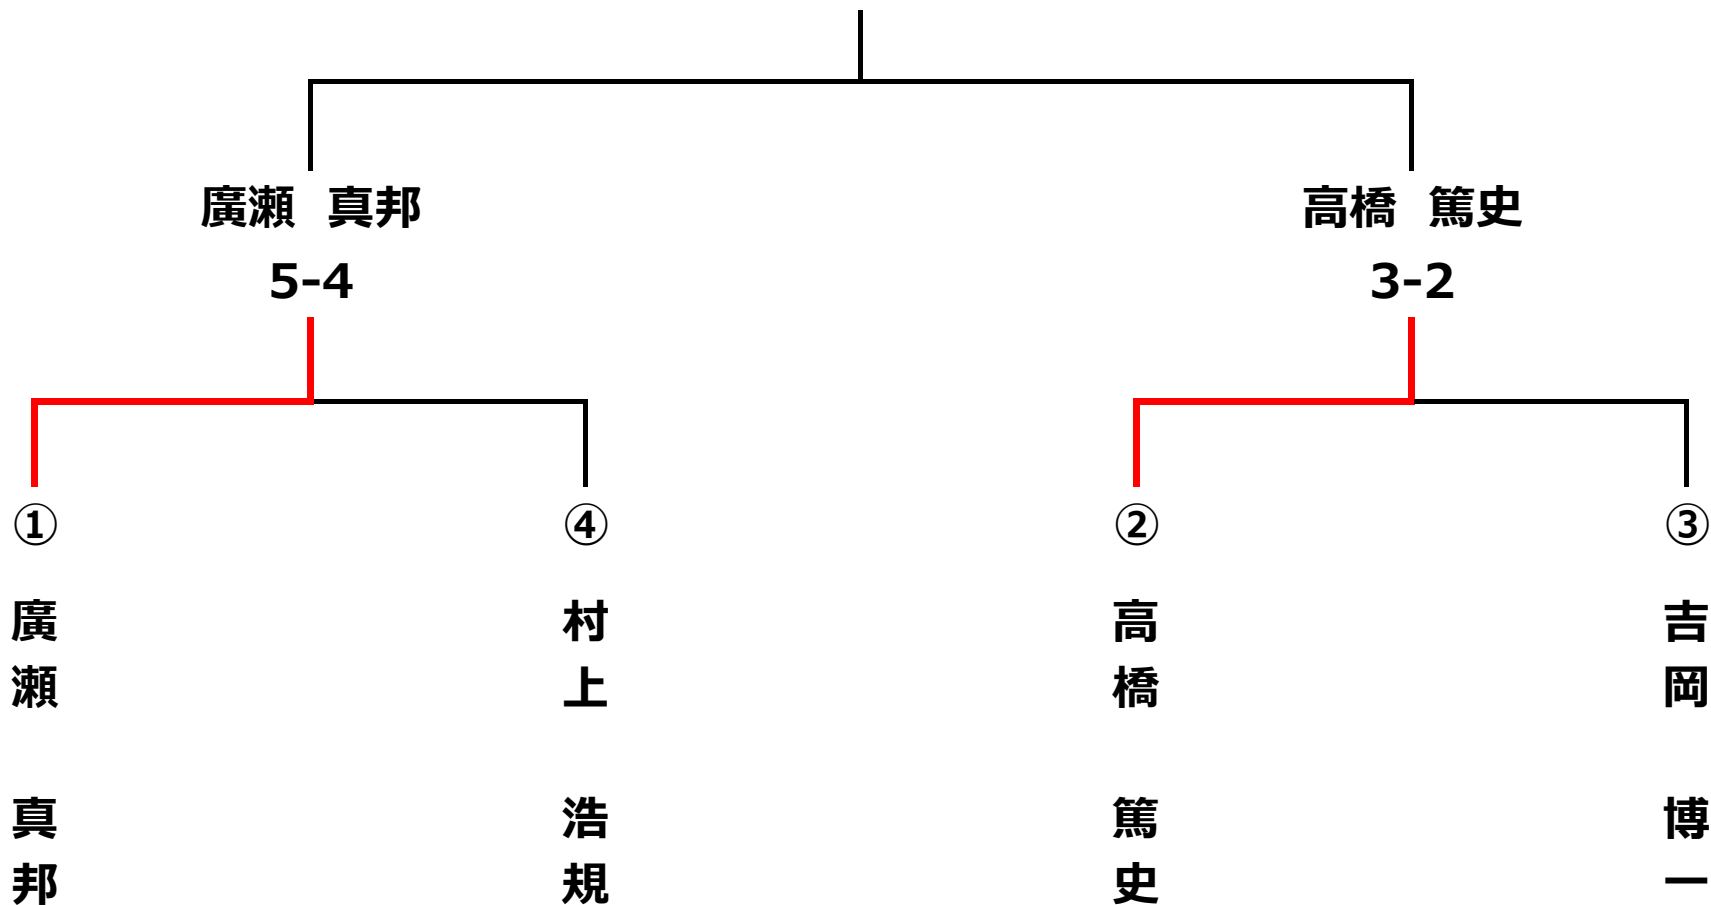 廣瀬　真邦
5-4
高橋　篤史
3-2
①
廣瀬　真邦
④
村上　浩規
②
高橋　篤史
③
吉岡　博一